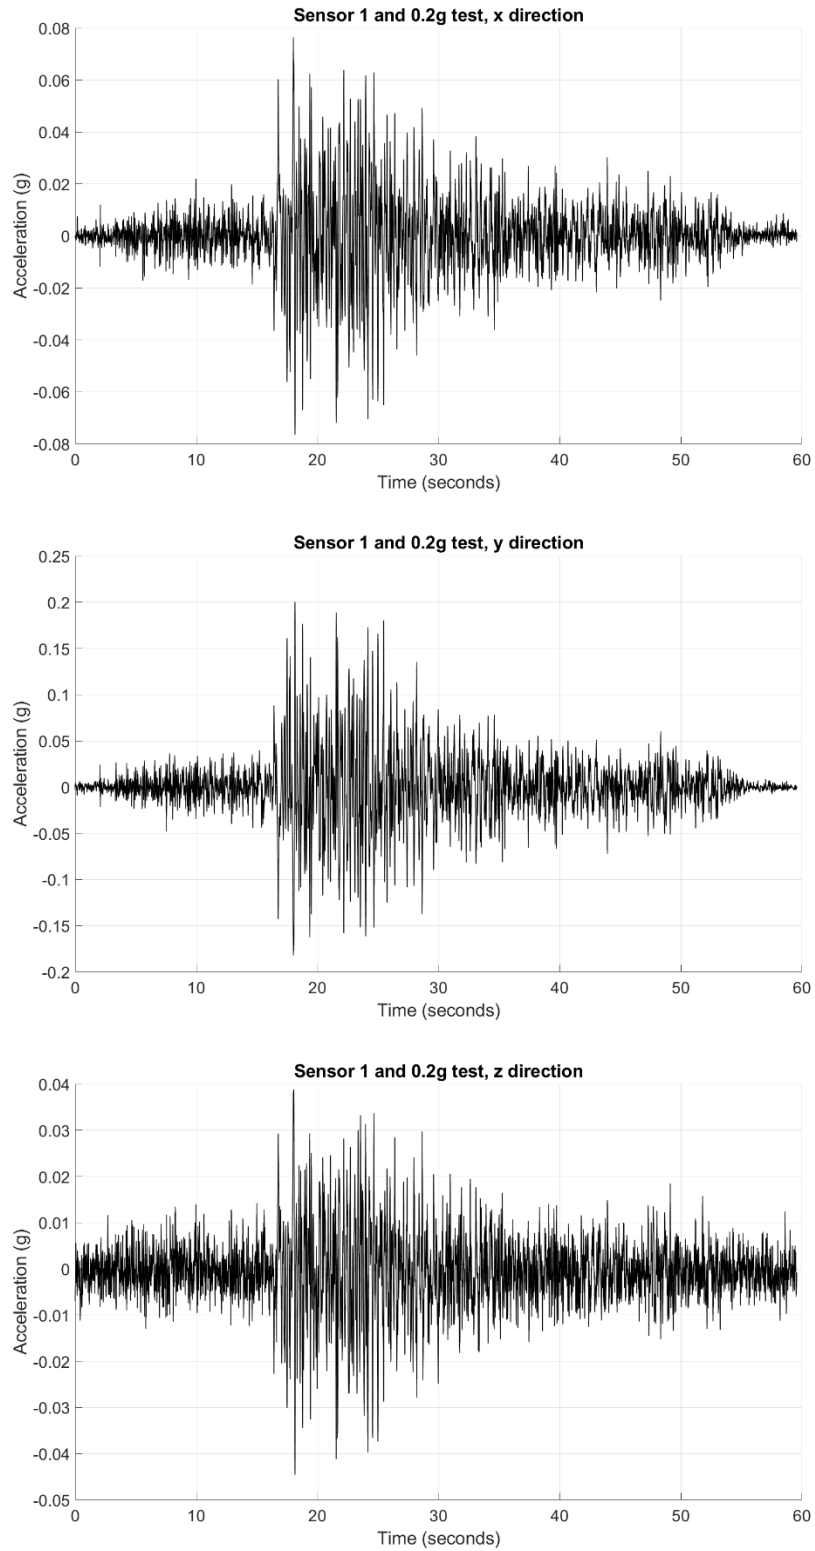 Sensor 1 and 0.2g test, x direction
0.08
0.06
0.04
0.02
0
-0.02
-0.04
-0.06
-0.08
Acceleration (g)
0 10 20 30 40 50 60
Time (seconds)
Sensor 1 and 0.2g test, y direction
0.25
0.2
0.15
0.1
0.05
0
-0.05
-0.1
-0.15
-0.2
Acceleration (g)
0 10 20 30 40 50 60
Time (seconds)
Sensor 1 and 0.2g test, z direction
0.04
0.03
0.02
0.01
0
-0.01
-0.02
-0.03
-0.04
-0.05
Acceleration (g)
0 10 20 30 40 50 60
Time (seconds)